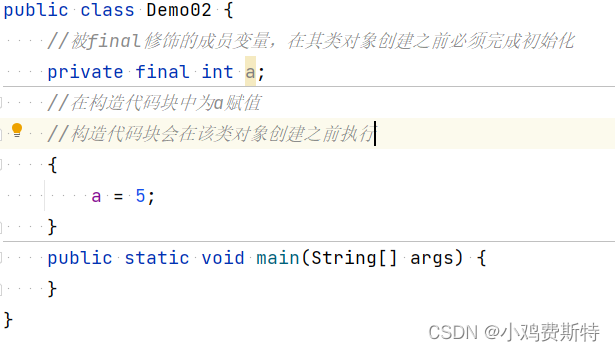 public class Demo02 {
//被final修饰的成员变量，在其类对象创建之前必须完成初始化
private final int a;
//在构造代码块中为a赋值
//构造代码块会在该类对象创建之前执行
{
a = 5;
}
public static void main(String[] args) {
}
}
CSDN @小鸡费斯特